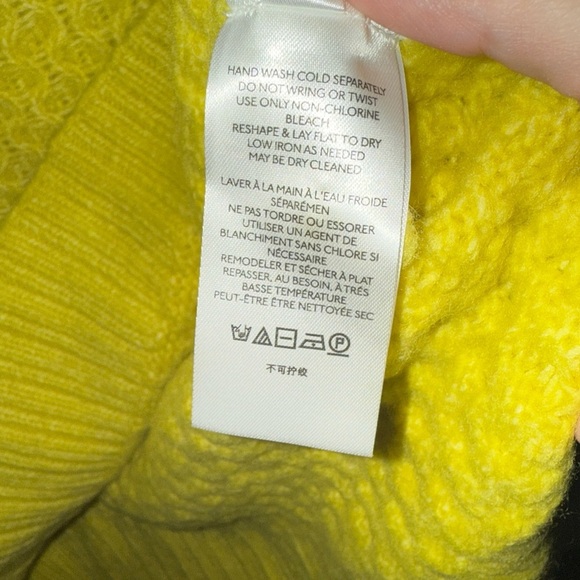 HAND WASH COLD SEPARATELY
DO NOT WRING OR TWIST
USE ONLY NON-CHLORINE
BLEACH
RESHAPE & LAY FLAT TO DRY
LOW IRON AS NEEDED
MAY BE DRY CLEANED
LAVER À LA MAIN À L'EAU FROIDE
SÉPARÉMEN
NE PAS TORDRE OU ESSORER
UTILISER UN AGENT DE
BLANCHIMENT SANS CHLORE SI
NÉCESSAIRE
REMODELER ET SÉCHER À PLAT
REPASSER, AU BESOIN, À TRÉS
BASSE TEMPÉRATURE
PEUT-ÊTRE ÊTRE NETTOYÉE SEC
P
不可拧绞